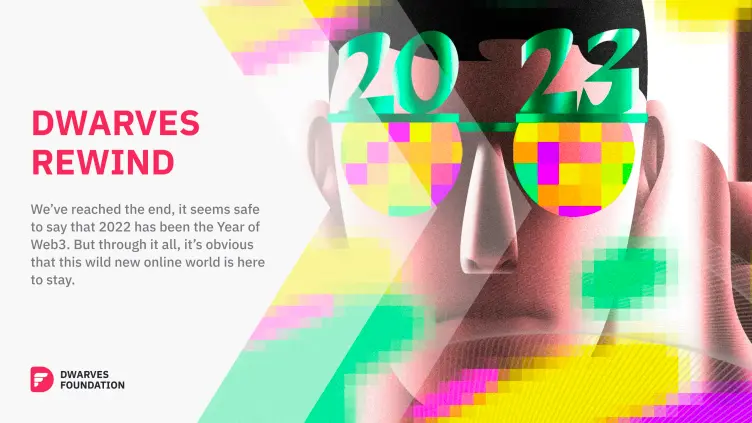 2023
DWARVES
REWIND
We’ve reached the end, it seems safe
to say that 2022 has been the Year of
Web3. But through it all, it’s obvious
that this wild new online world is here
to stay.
DWARVES
FOUNDATION